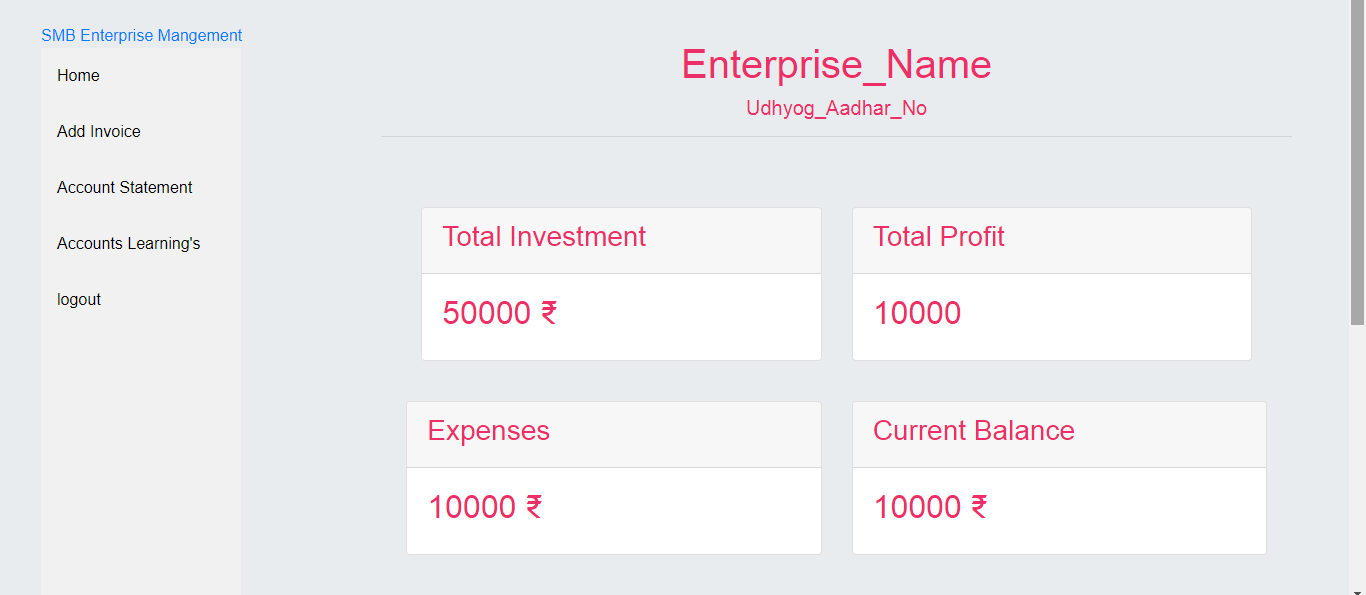 SMB Enterprise Mangement
Home
Add Invoice
Account Statement
Accounts Learning's
logout
Enterprise_Name
Udhyog_Aadhar_No
Total Investment
50000 ₹
Total Profit
10000
Expenses
10000 ₹
Current Balance
10000 ₹